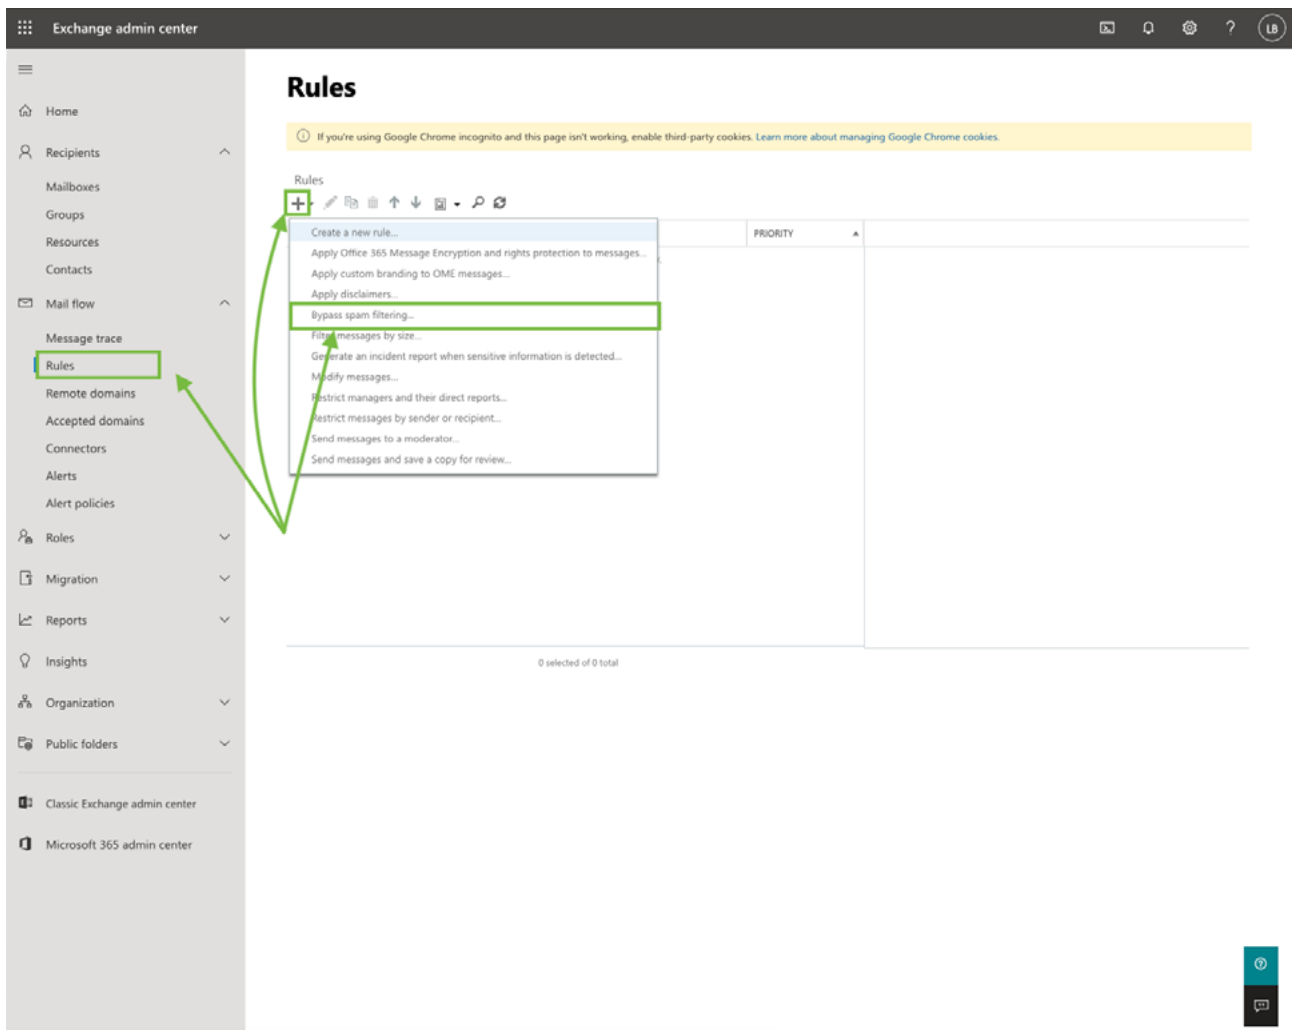 Exchange admin center
LB
Home
Recipients
Mailboxes
Groups
Resources
Contacts
Mail flow
Message trace
Rules
Remote domains
Accepted domains
Connectors
Alerts
Alert policies
Roles
Migration
Reports
Insights
Organization
Public folders
Classic Exchange admin center
Microsoft 365 admin center
Rules
If you're using Google Chrome incognito and this page isn't working, enable third-party cookies. Learn more about managing Google Chrome cookies.
Rules
PRIORITY
Create a new rule...
Apply Office 365 Message Encryption and rights protection to messages...
Apply custom branding to OME messages...
Apply disclaimers...
Bypass spam filtering...
Filter messages by size...
Generate an incident report when sensitive information is detected...
Modify messages...
Restrict managers and their direct reports...
Restrict messages by sender or recipient...
Send messages to a moderator...
Send messages and save a copy for review...
0 selected of 0 total